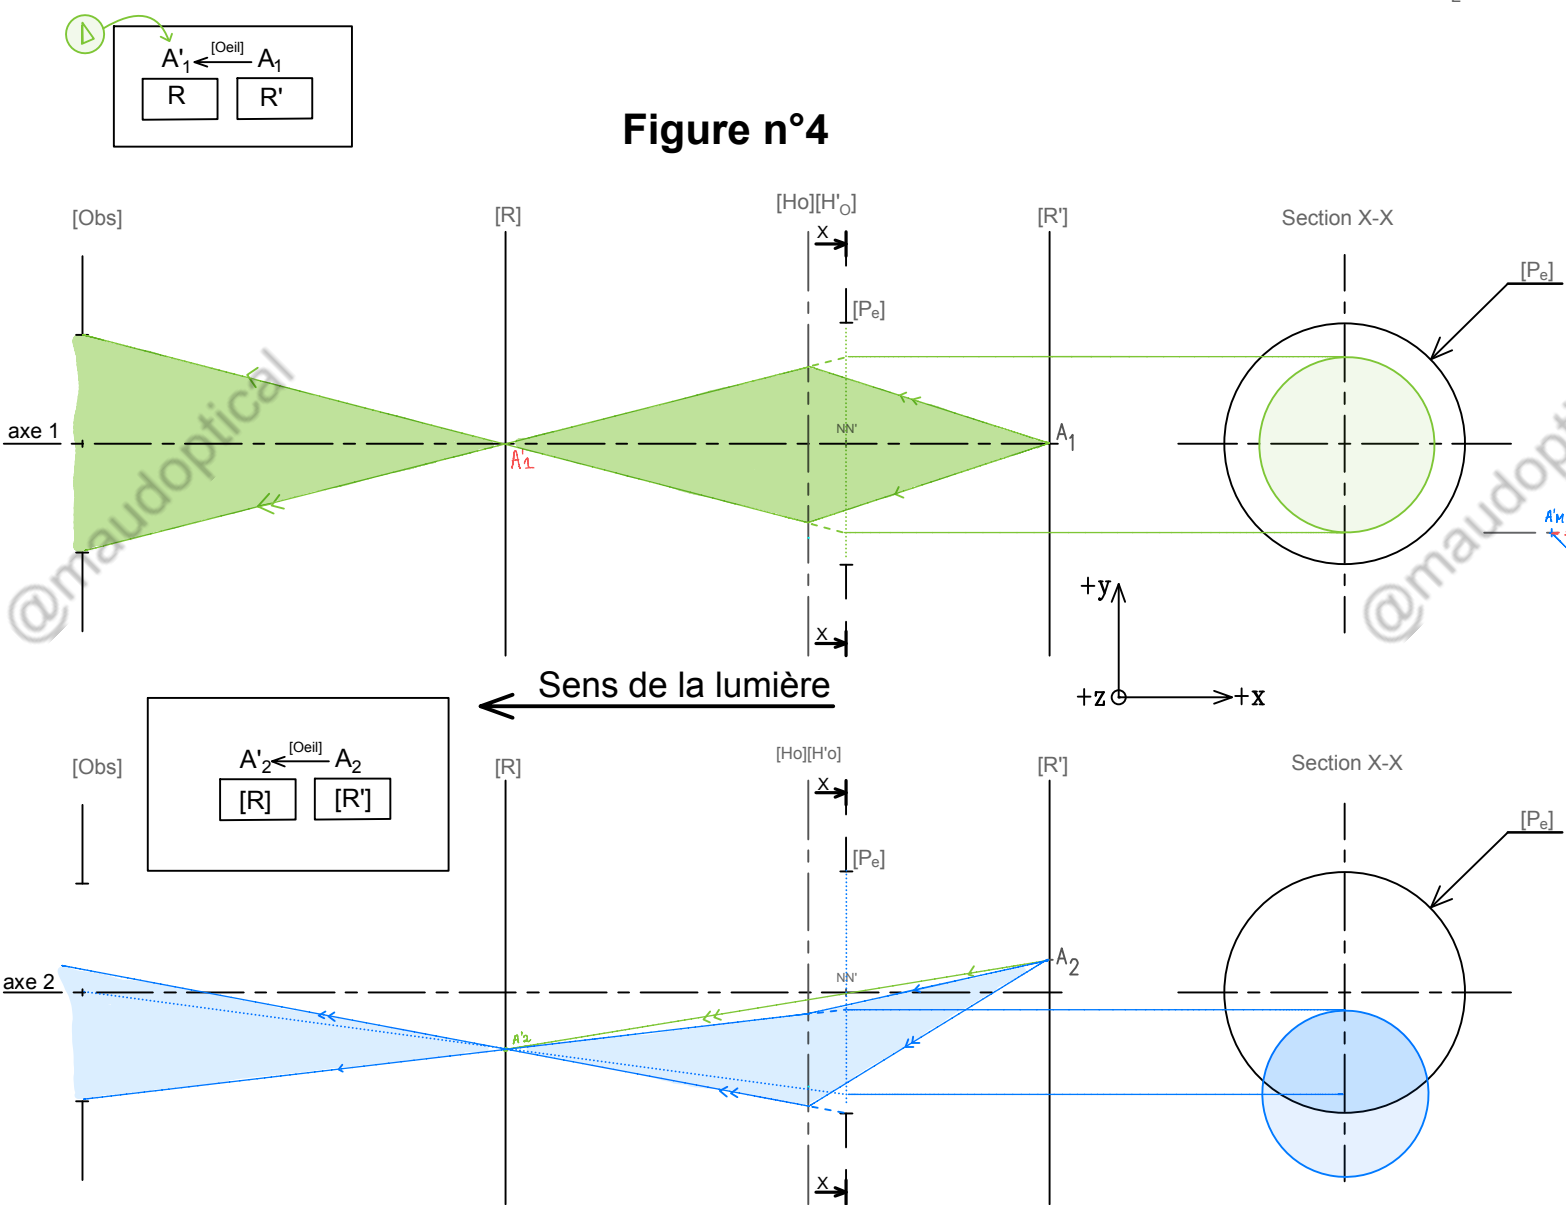 [Oeil]
A'₁ A₁
R R'
Figure n°4
[Obs] [R] [Ho][H'O] [R'] Section X-X
X
[Pₑ] [Pₑ]
axe 1 NN' A₁
A'1
X
@maudoptical @maudopti
A'M
+y
+z +x
Sens de la lumière
[Oeil]
A'₂ A₂
[R] [R']
[Obs] [R] [Ho][H'o] [R'] Section X-X
X
[Pₑ] [Pₑ]
axe 2 NN' A₂
A'2
X